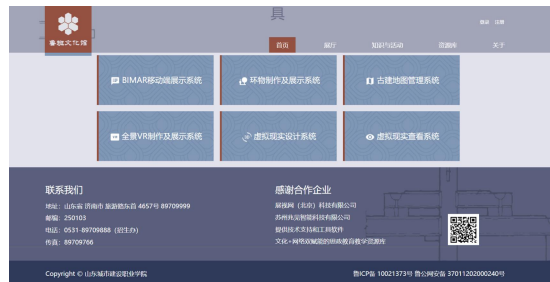 具
登录 注册
鲁班文化馆
首页 展厅 知识与活动 资源库 关于
BIMAR移动端展示系统
环物制作及展示系统
古建地图管理系统
全景VR制作及展示系统
虚拟现实设计系统
虚拟现实查看系统
联系我们
地址：山东省 济南市 旅游路东首 4657号 89709999
邮编：250103
电话：0531-89709888（招生办）
传真：89709766
感谢合作企业
展视网（北京）科技有限公司
苏州兆呈智能科技有限公司
提供技术支持和工具软件
文化+网络双赋能的班政教育教学资源库
Copyright © 山东城市建设职业学院
鲁ICP备 10021373号 鲁公网安备 37011202000240号